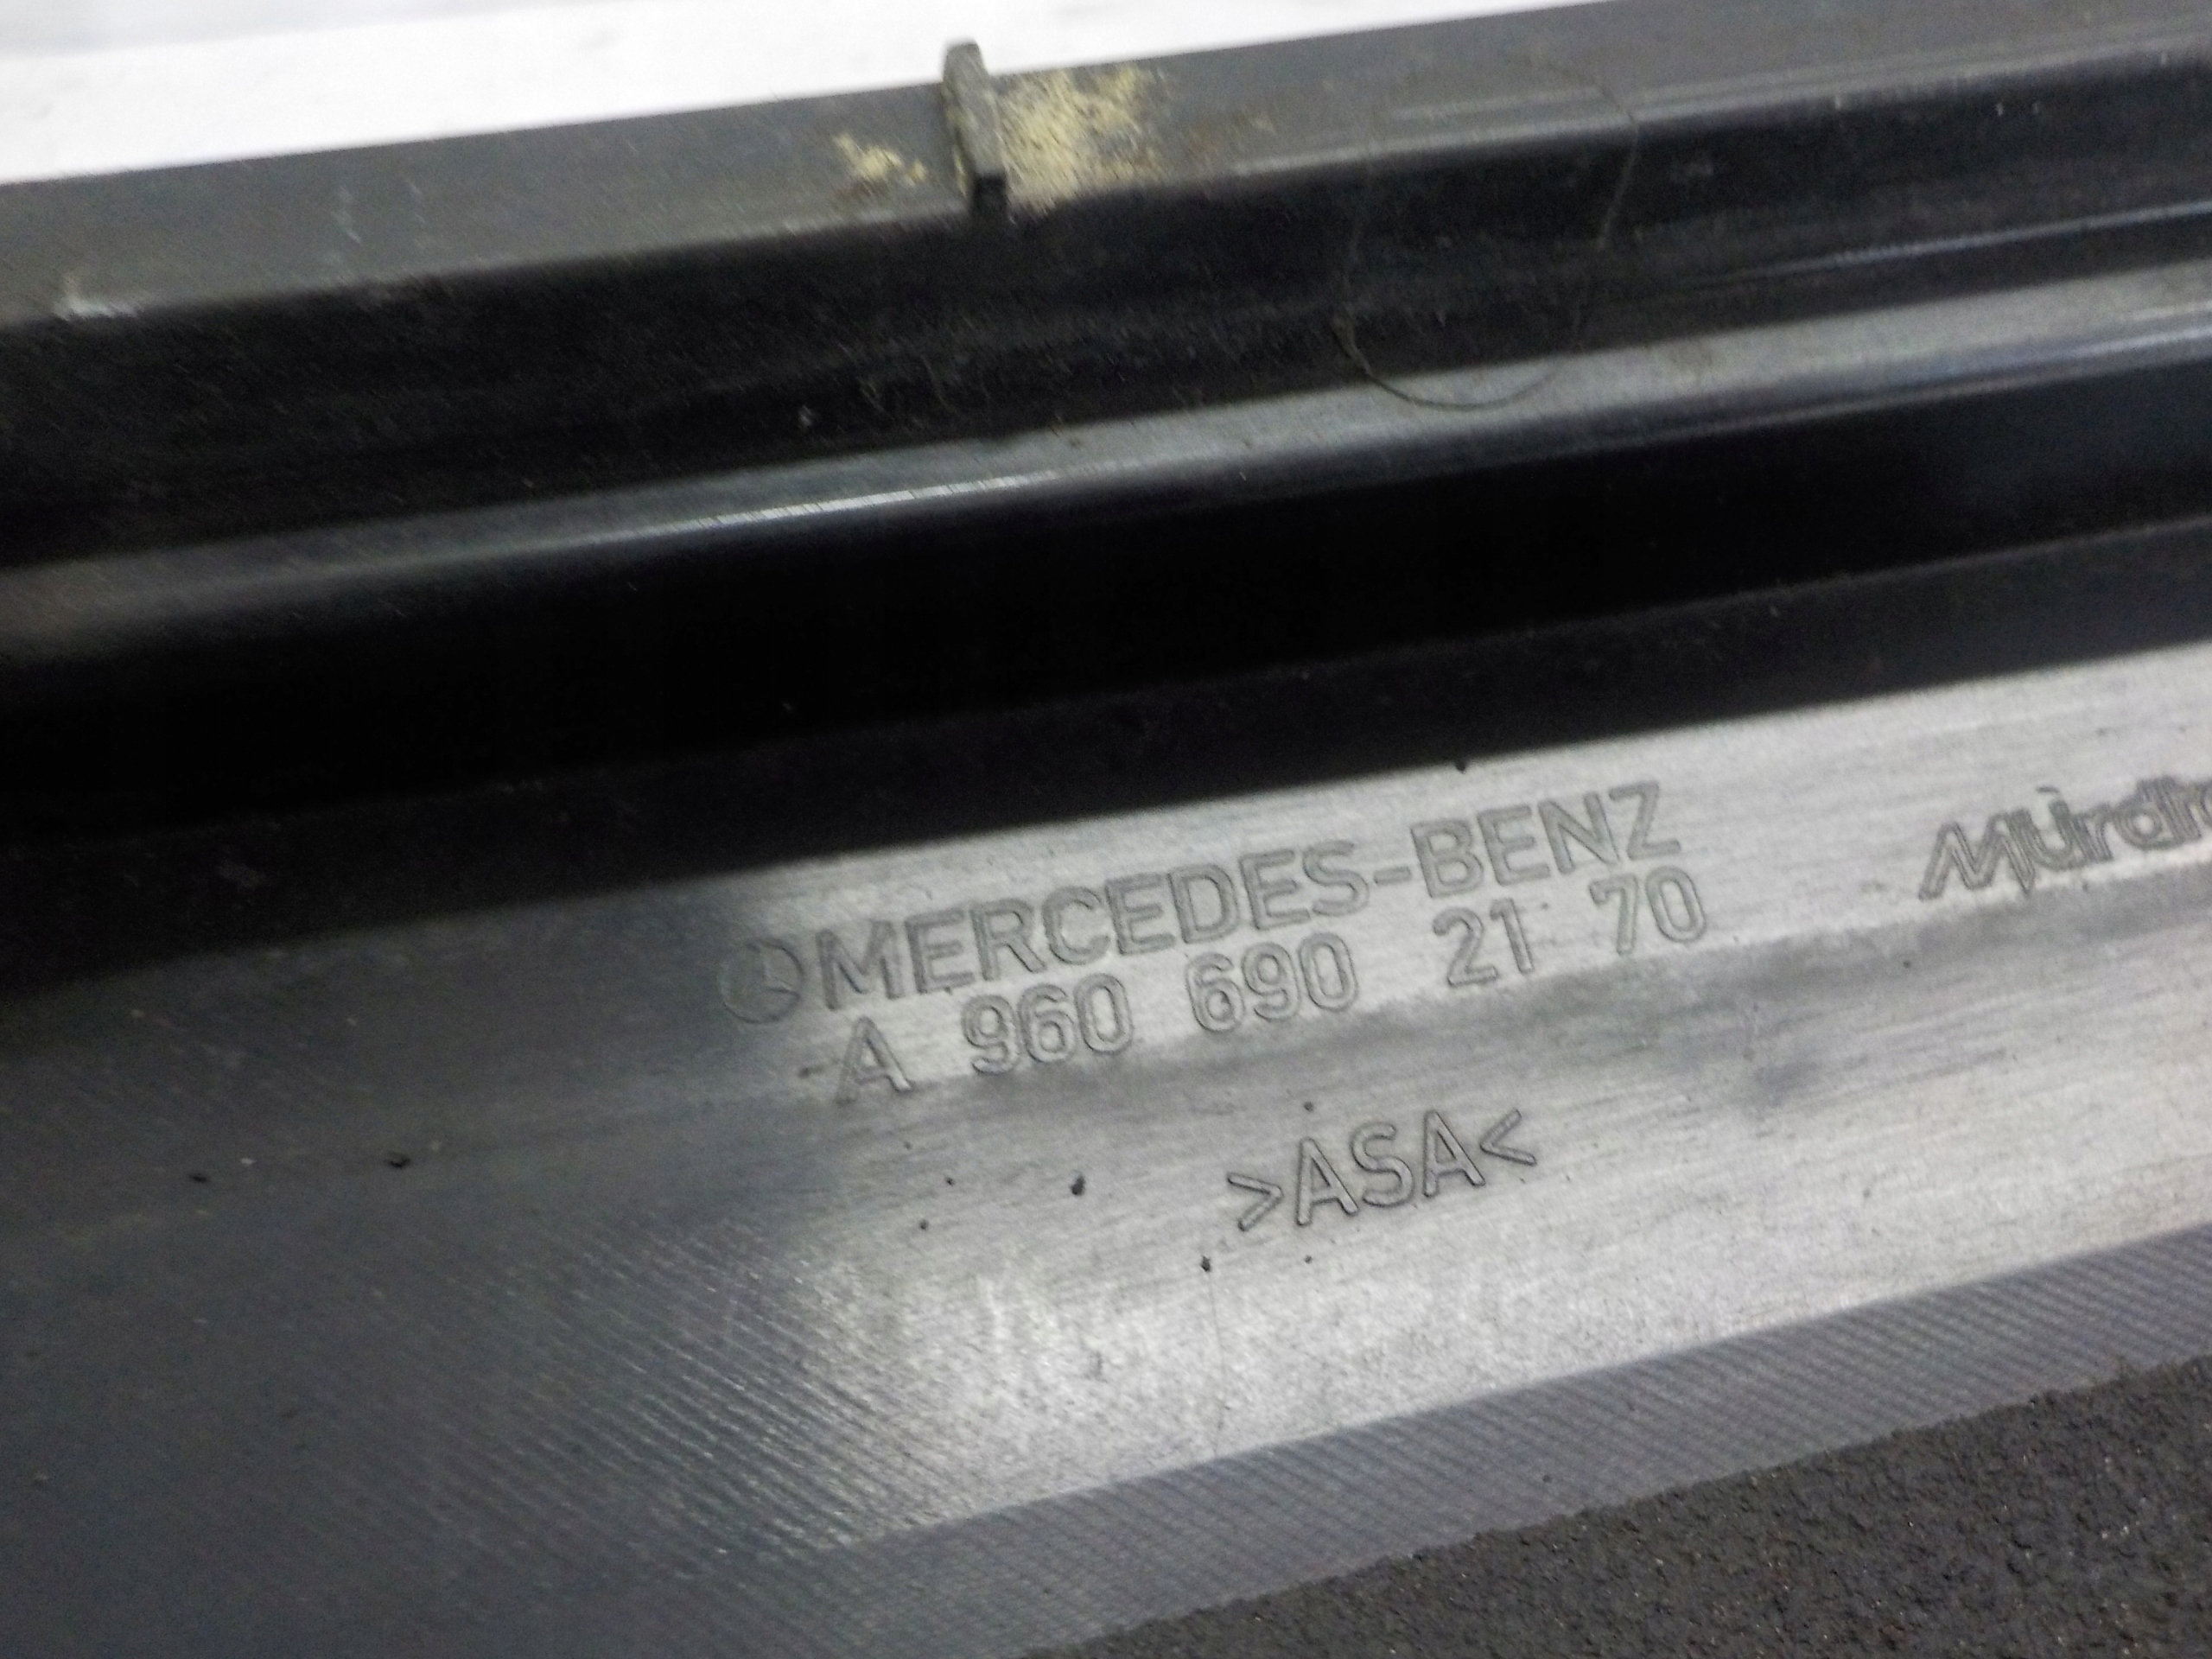 MERCEDES-BENZ
A 960 690 21 70
>ASA<